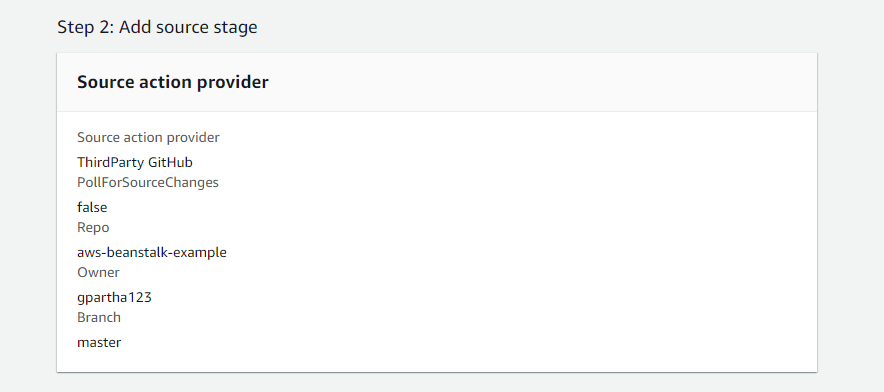 Step 2: Add source stage
Source action provider
Source action provider
ThirdParty GitHub
PollForSourceChanges
false
Repo
aws-beanstalk-example
Owner
gpartha123
Branch
master